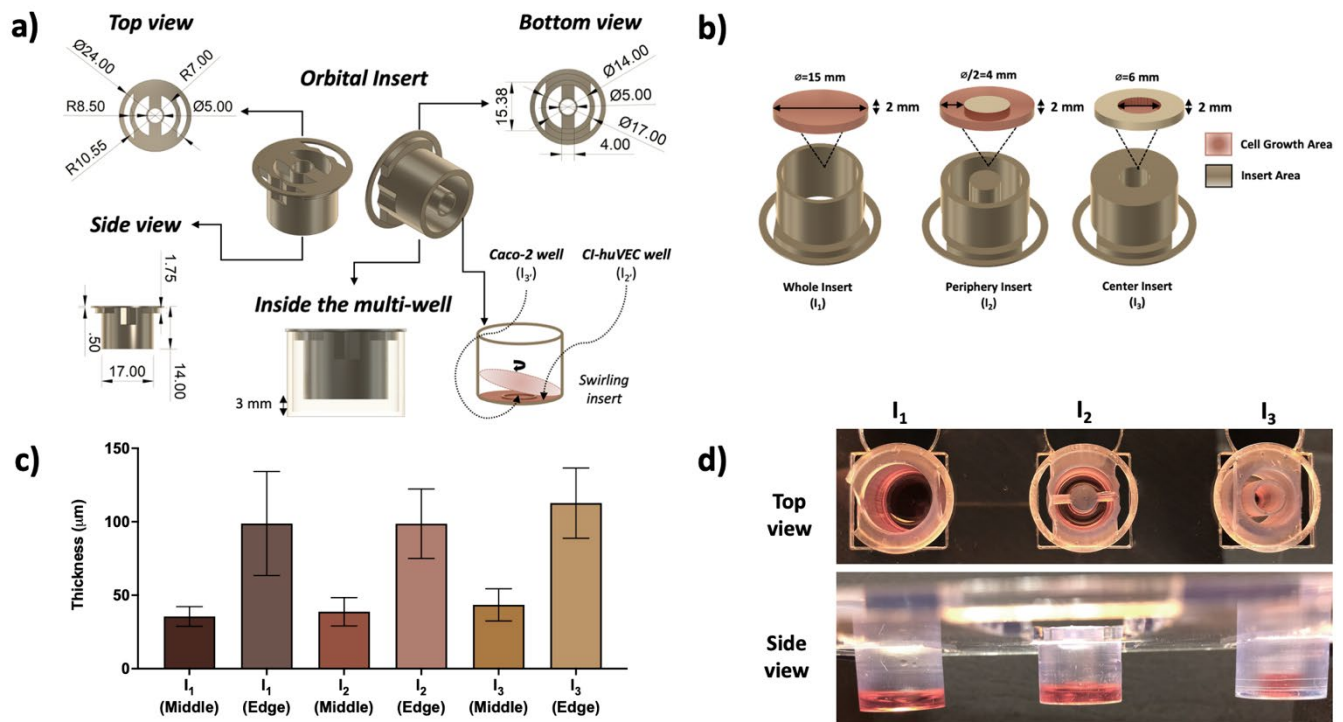 a)
Top view
Ø24.00
R7.00
R8.50
Ø5.00
R10.55
Orbital Insert
Bottom view
Ø14.00
15.38
Ø5.00
Ø17.00
4.00
Side view
1.75
.50
17.00
14.00
Inside the multi-well
3 mm
Caco-2 well
(I3')
CI-huVEC well
(I2')
Swirling
insert
b)
ø=15 mm
2 mm
ø/2=4 mm
2 mm
ø=6 mm
2 mm
Cell Growth Area
Insert Area
Whole Insert
(I1)
Periphery Insert
(I2)
Center Insert
(I3)
c)
Thickness (μm)
150
100
50
0
I1
(Middle)
I1
(Edge)
I2
(Middle)
I2
(Edge)
I3
(Middle)
I3
(Edge)
d)
I1
I2
I3
Top
view
Side
view